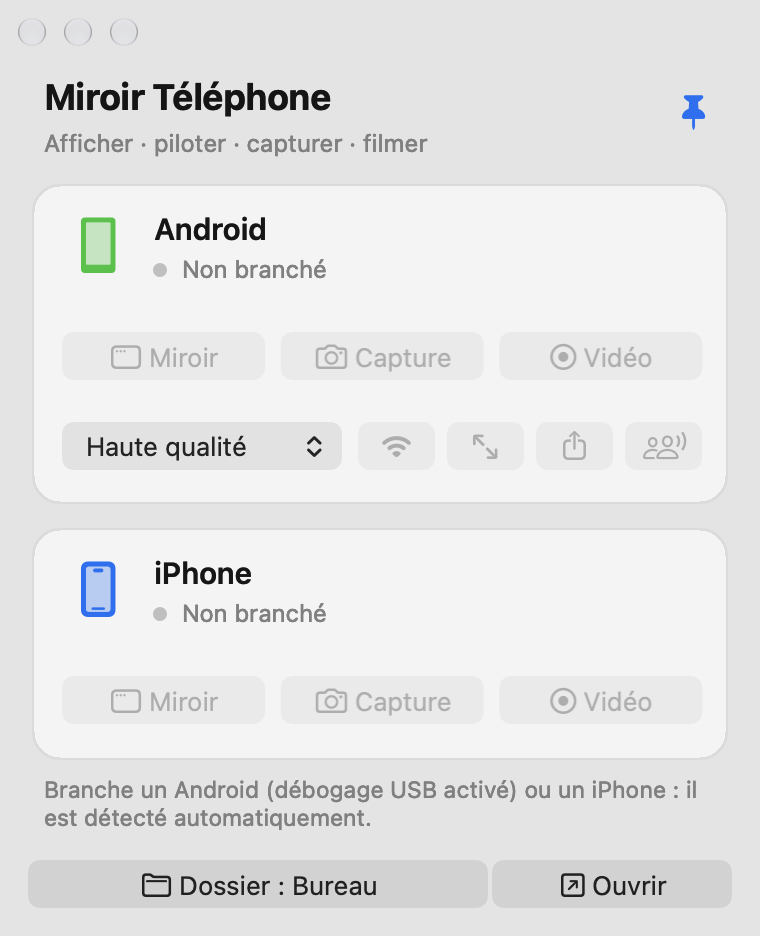 Miroir Téléphone
Afficher · piloter · capturer · filmer
Android
Non branché
Miroir
Capture
Vidéo
Haute qualité
iPhone
Non branché
Miroir
Capture
Vidéo
Branche un Android (débogage USB activé) ou un iPhone : il
est détecté automatiquement.
Dossier : Bureau
Ouvrir